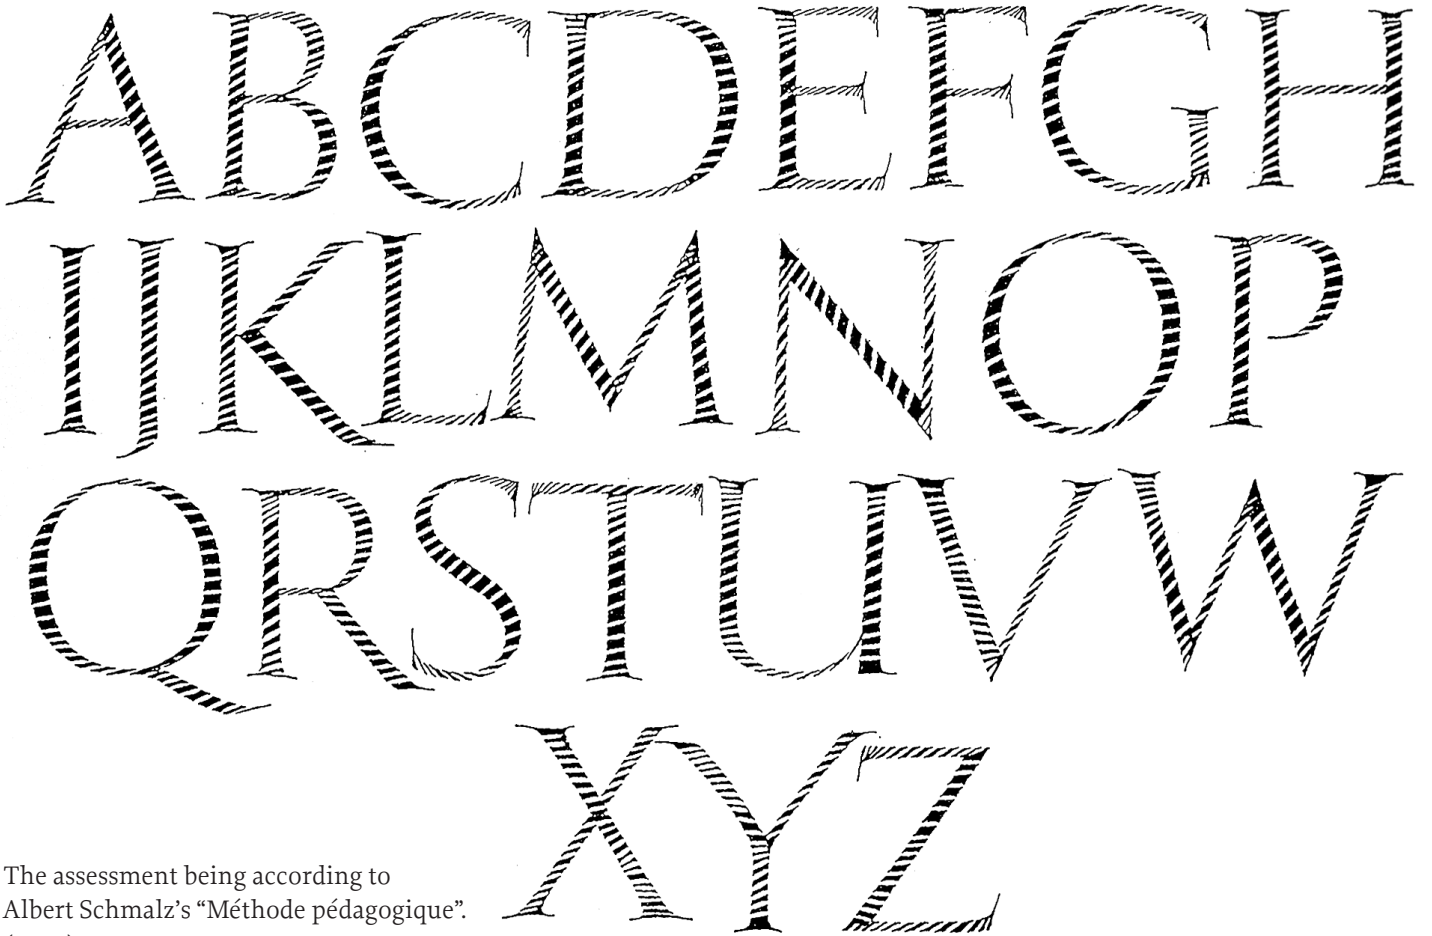 ABCDEFGH
IJKLMNOP
QRSTUVW
XYZ
The assessment being according to
Albert Schmalz’s “Méthode pédagogique”.